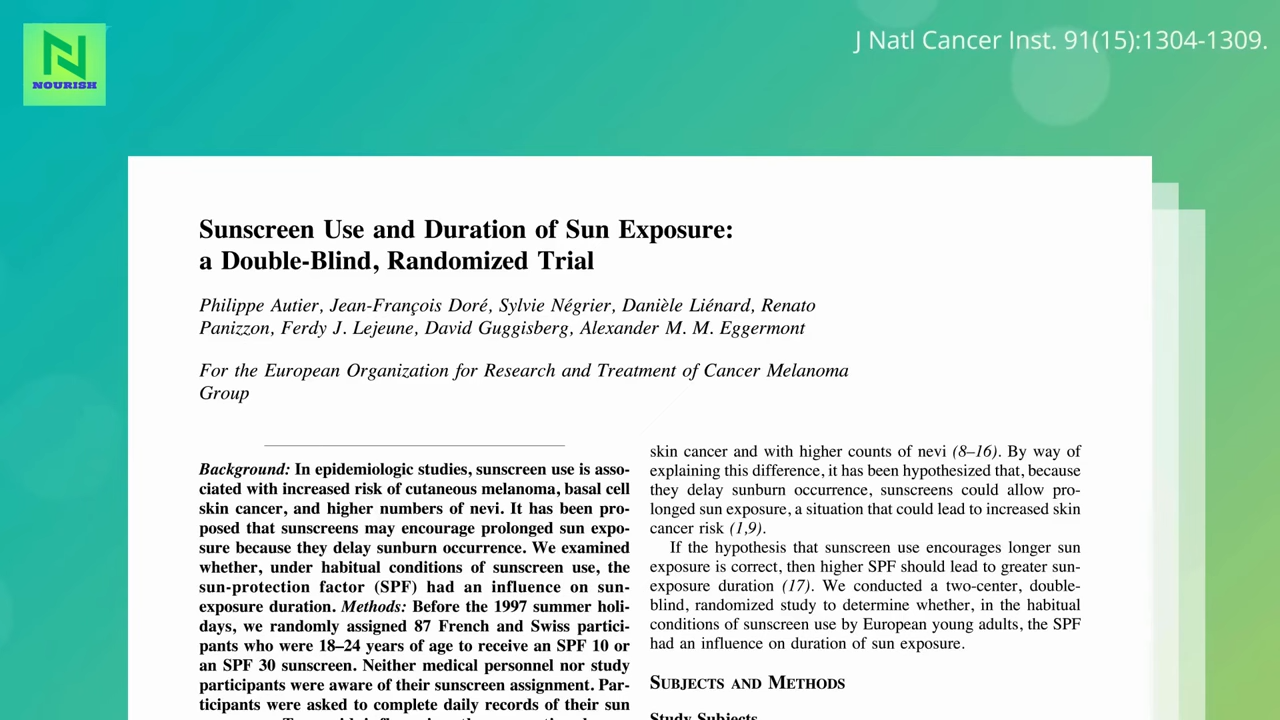 NOURISH
J Natl Cancer Inst. 91(15):1304-1309.
Sunscreen Use and Duration of Sun Exposure:
a Double-Blind, Randomized Trial
Philippe Autier, Jean-François Doré, Sylvie Négrier, Danièle Liénard, Renato
Panizzon, Ferdy J. Lejeune, David Guggisberg, Alexander M. M. Eggermont
For the European Organization for Research and Treatment of Cancer Melanoma
Group
Background: In epidemiologic studies, sunscreen use is asso-
ciated with increased risk of cutaneous melanoma, basal cell
skin cancer, and higher numbers of nevi. It has been pro-
posed that sunscreens may encourage prolonged sun expo-
sure because they delay sunburn occurrence. We examined
whether, under habitual conditions of sunscreen use, the
sun-protection factor (SPF) had an influence on sun-
exposure duration. Methods: Before the 1997 summer holi-
days, we randomly assigned 87 French and Swiss partici-
pants who were 18–24 years of age to receive an SPF 10 or
an SPF 30 sunscreen. Neither medical personnel nor study
participants were aware of their sunscreen assignment. Par-
ticipants were asked to complete daily records of their sun
skin cancer and with higher counts of nevi (8–16). By way of
explaining this difference, it has been hypothesized that, because
they delay sunburn occurrence, sunscreens could allow pro-
longed sun exposure, a situation that could lead to increased skin
cancer risk (1,9).
If the hypothesis that sunscreen use encourages longer sun
exposure is correct, then higher SPF should lead to greater sun-
exposure duration (17). We conducted a two-center, double-
blind, randomized study to determine whether, in the habitual
conditions of sunscreen use by European young adults, the SPF
had an influence on duration of sun exposure.
SUBJECTS AND METHODS
Study Subjects